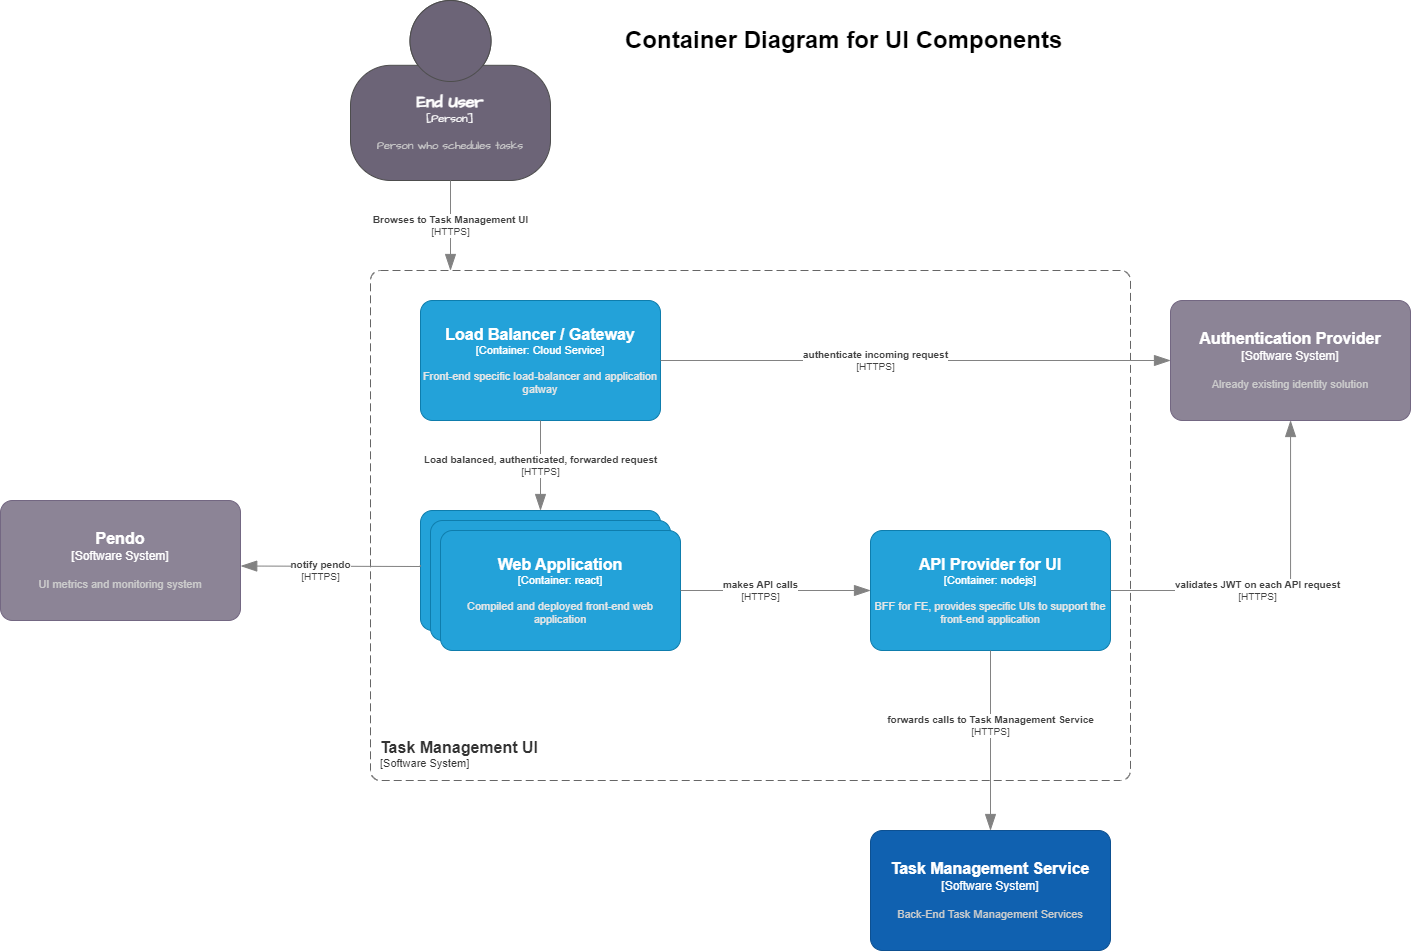 Container Diagram for UI Components
End User
[Person]
Person who schedules tasks
Browses to Task Management UI
[HTTPS]
Load Balancer / Gateway
[Container: Cloud Service]
Front-end specific load-balancer and application
gatway
authenticate incoming request
[HTTPS]
Authentication Provider
[Software System]
Already existing identity solution
Load balanced, authenticated, forwarded request
[HTTPS]
Pendo
[Software System]
UI metrics and monitoring system
notify pendo
[HTTPS]
Web Application
[Container: react]
Compiled and deployed front-end web
application
makes API calls
[HTTPS]
API Provider for UI
[Container: nodejs]
BFF for FE, provides specific UIs to support the
front-end application
validates JWT on each API request
[HTTPS]
forwards calls to Task Management Service
[HTTPS]
Task Management UI
[Software System]
Task Management Service
[Software System]
Back-End Task Management Services